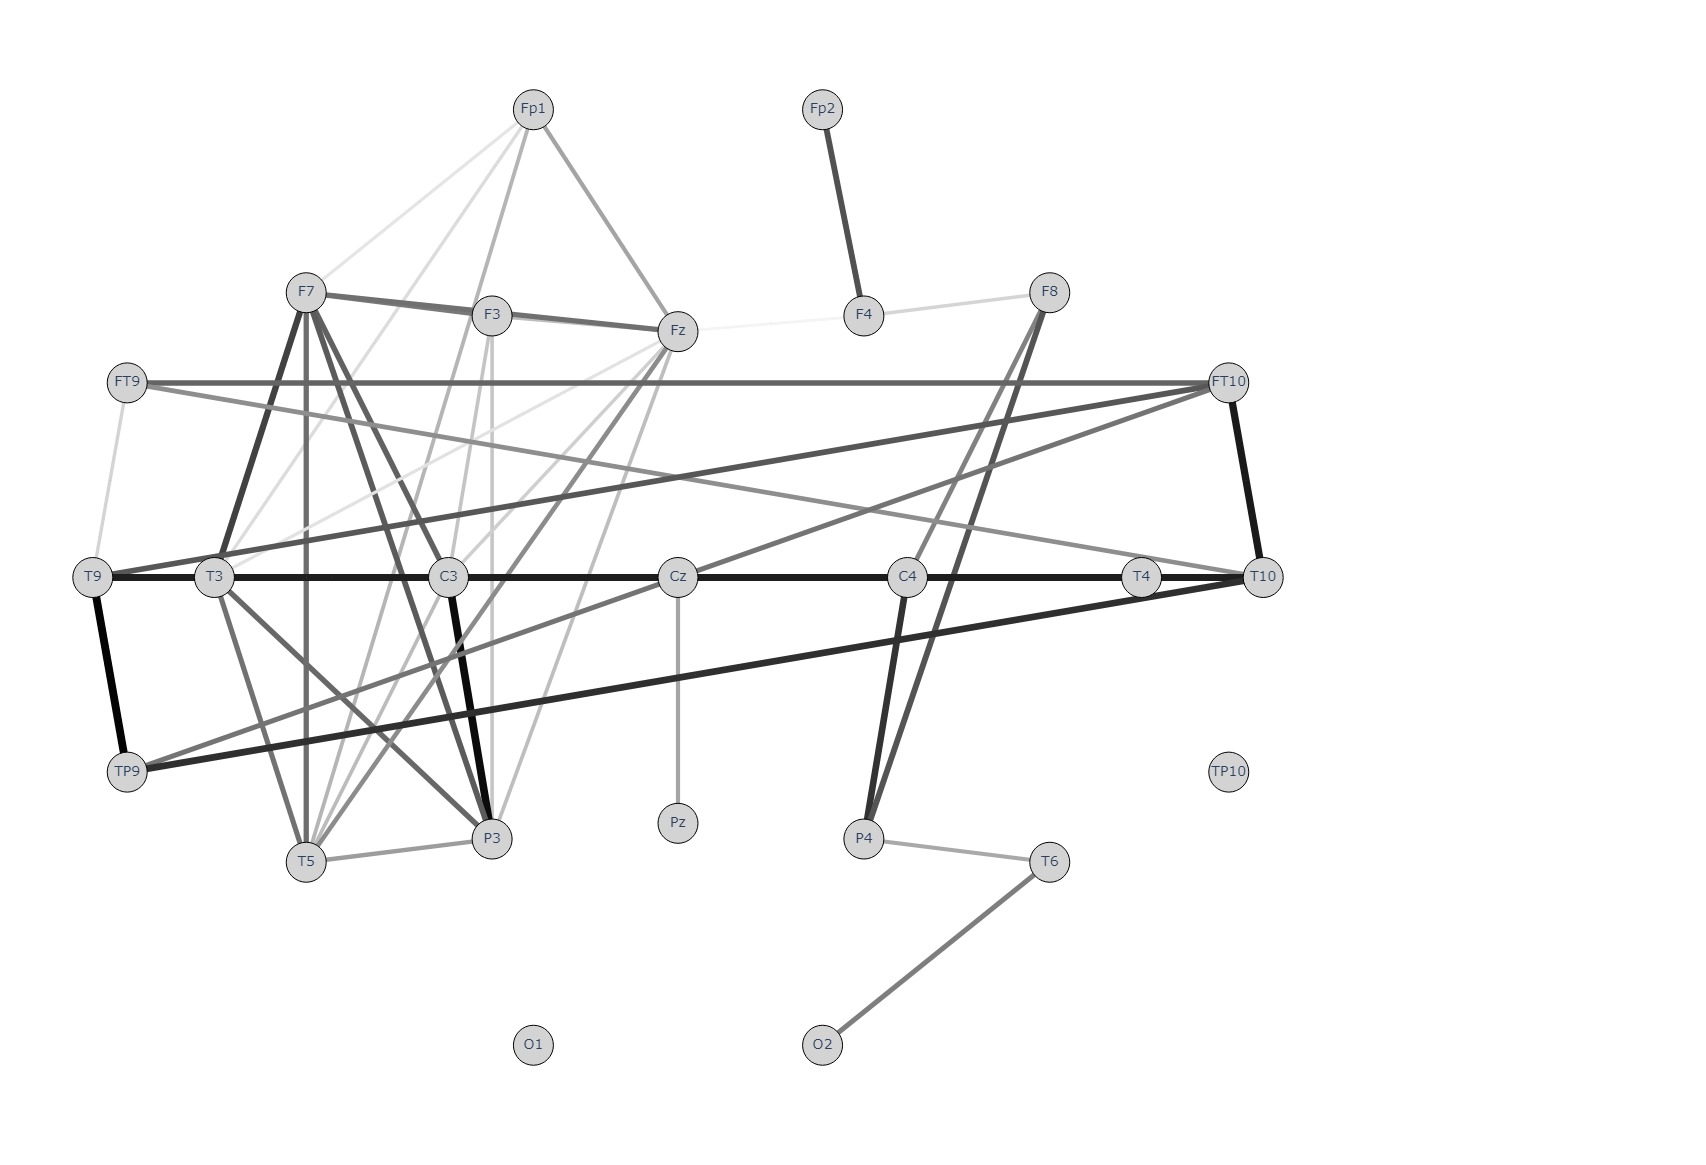 Fp1 Fp2
F7 F3 Fz F4 F8
FT9 FT10
T9 T3 C3 Cz C4 T4 T10
TP9 TP10
T5 P3 Pz P4 T6
O1 O2